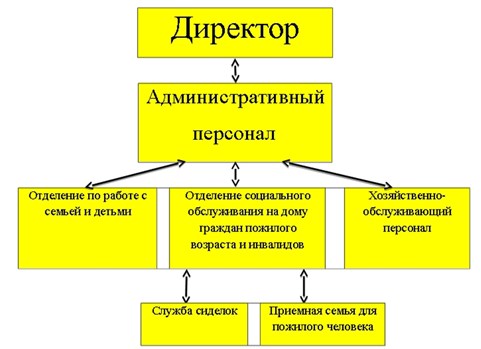 Директор
Административный
персонал
Отделение по работе с
семьей и детьми
Отделение социального
обслуживания на дому
граждан пожилого
возраста и инвалидов
Хозяйственно-
обслуживающий
персонал
Служба сиделок
Приемная семья для
пожилого человека